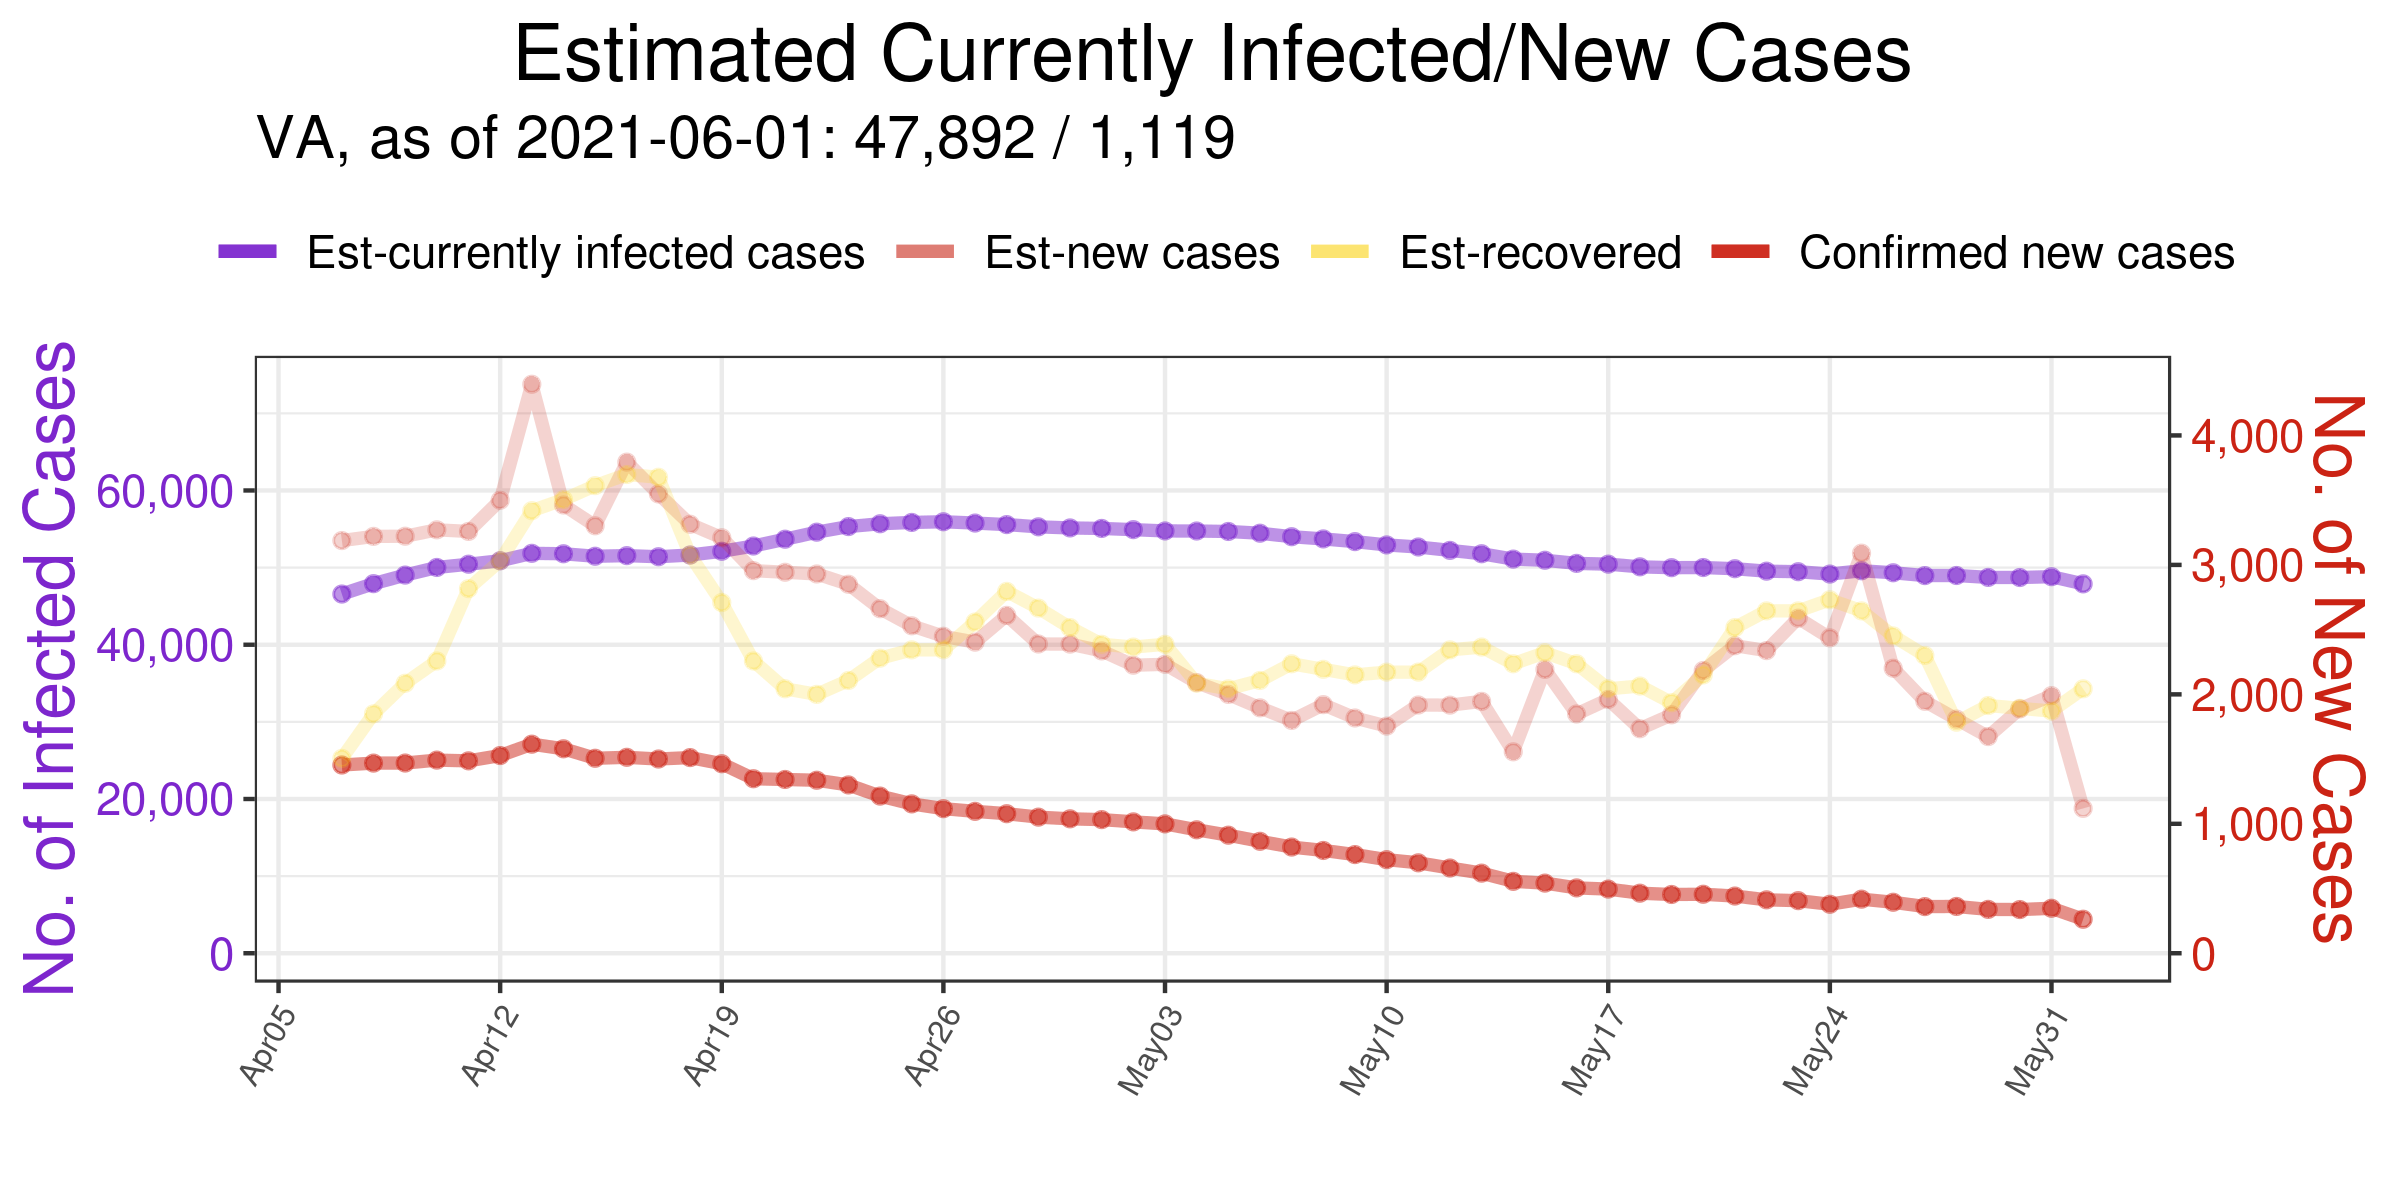 Estimated Currently Infected/New Cases
VA, as of 2021-06-01: 47,892 / 1,119
Est-currently infected cases Est-new cases Est-recovered Confirmed new cases
No. of Infected Cases
60,000
40,000
20,000
0
4,000
3,000
2,000
1,000
0
No. of New Cases
Apr05 Apr12 Apr19 Apr26 May03 May10 May17 May24 May31